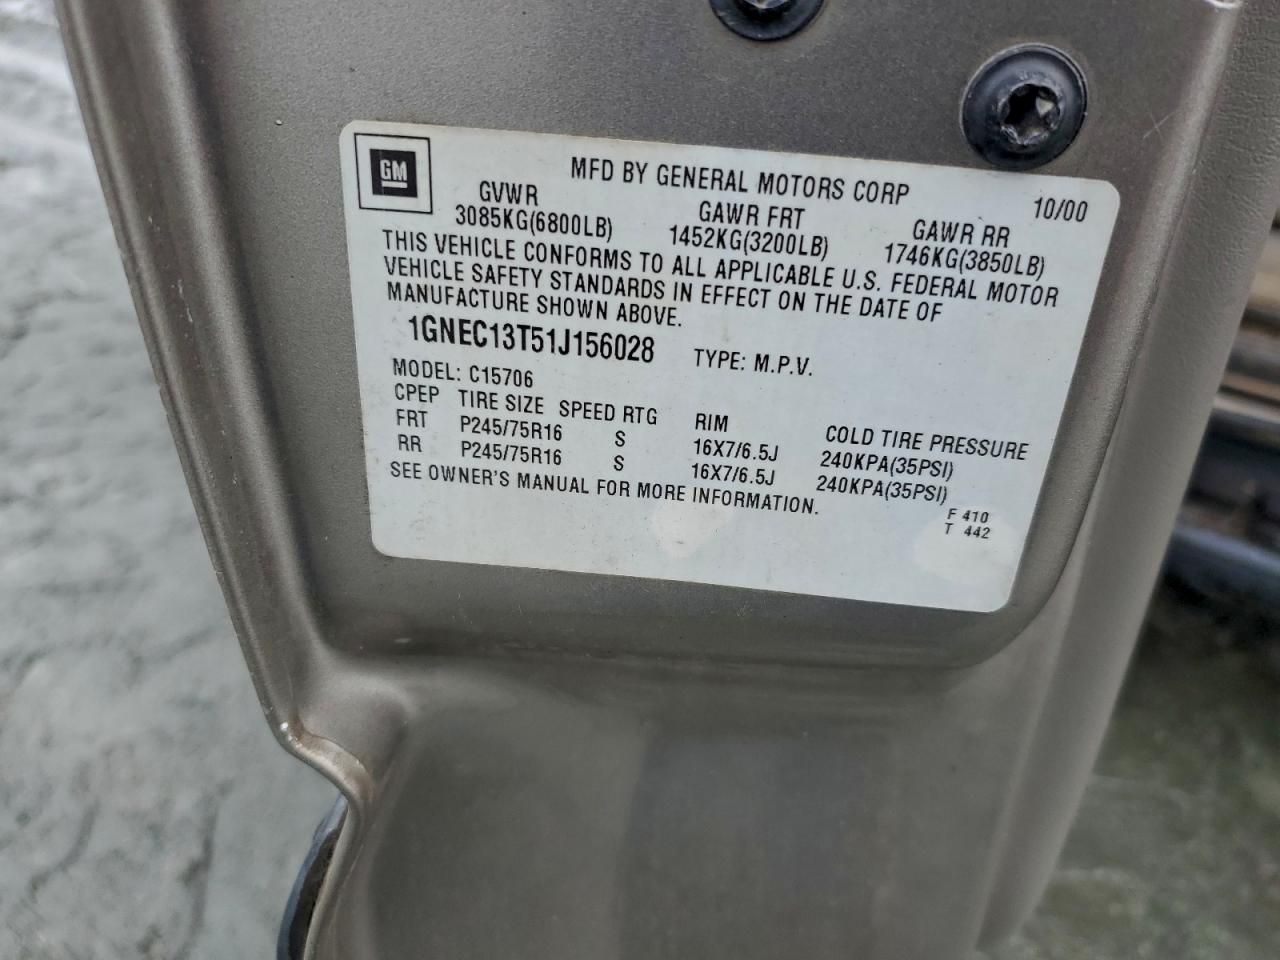 GM
MFD BY GENERAL MOTORS CORP 10/00
GVWR GAWR FRT GAWR RR
3085KG(6800LB) 1452KG(3200LB) 1746KG(3850LB)
THIS VEHICLE CONFORMS TO ALL APPLICABLE U.S. FEDERAL MOTOR
VEHICLE SAFETY STANDARDS IN EFFECT ON THE DATE OF
MANUFACTURE SHOWN ABOVE.
1GNEC13T51J156028 TYPE: M.P.V.
MODEL: C15706
CPEP TIRE SIZE SPEED RTG RIM COLD TIRE PRESSURE
FRT P245/75R16 S 16X7/6.5J 240KPA(35PSI)
RR P245/75R16 S 16X7/6.5J 240KPA(35PSI)
SEE OWNER'S MANUAL FOR MORE INFORMATION.
F 410
T 442